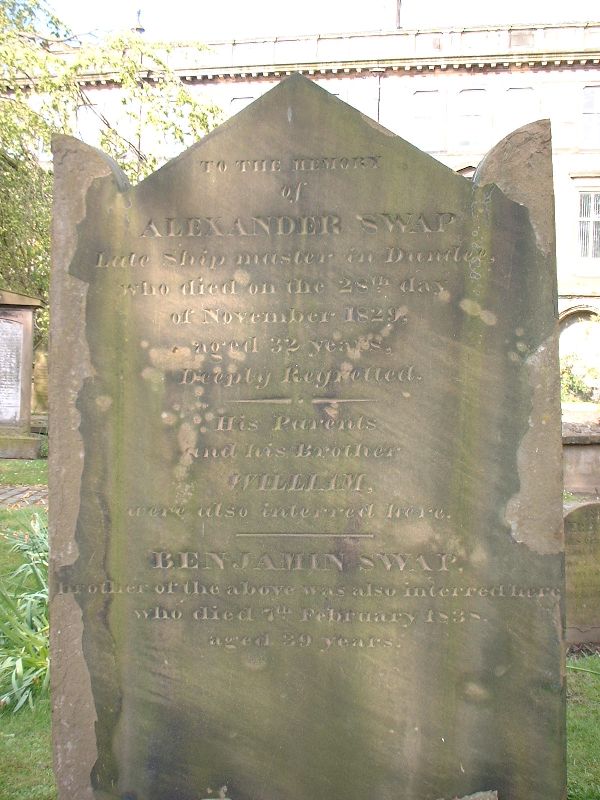 TO THE MEMORY
of
ALEXANDER SWAP
Late Ship master in Dundee,
who died on the 28th day
of November 1829,
aged 32 years,
Deeply Regretted.
His Parents
and his Brother
WILLIAM,
were also interred here.
BENJAMIN SWAP.
brother of the above was also interred here
who died 7th February 1838.
aged 39 years.